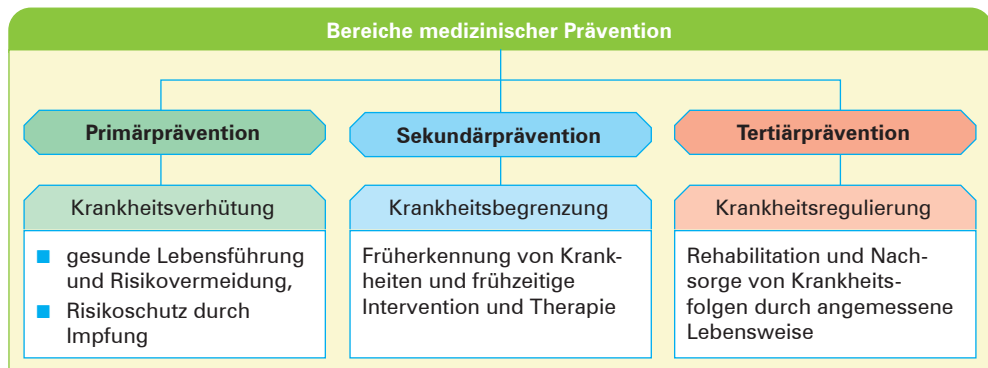 Bereiche medizinischer Prävention
Primärprävention
Sekundärprävention
Tertiärprävention
Krankheitsverhütung
Krankheitsbegrenzung
Krankheitsregulierung
gesunde Lebensführung
und Risikovermeidung,
Risikoschutz durch
Impfung
Früherkennung von Krank-
heiten und frühzeitige
Intervention und Therapie
Rehabilitation und Nach-
sorge von Krankheits-
folgen durch angemessene
Lebensweise